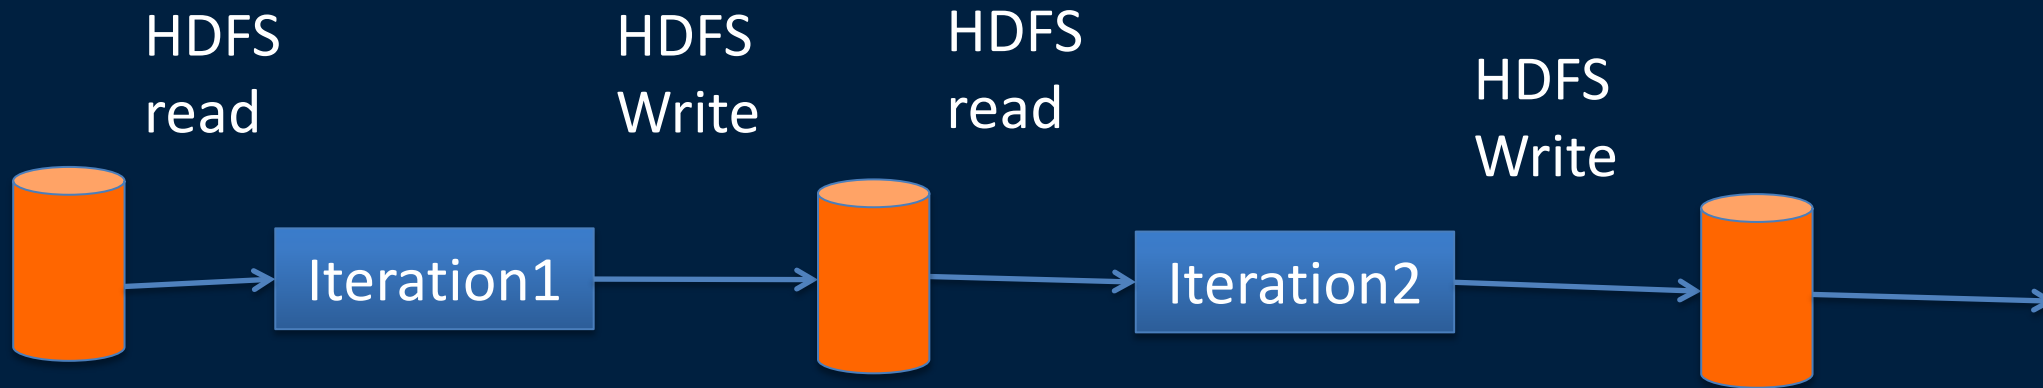 HDFS
read
HDFS
Write
HDFS
read
HDFS
Write
Iteration1
Iteration2